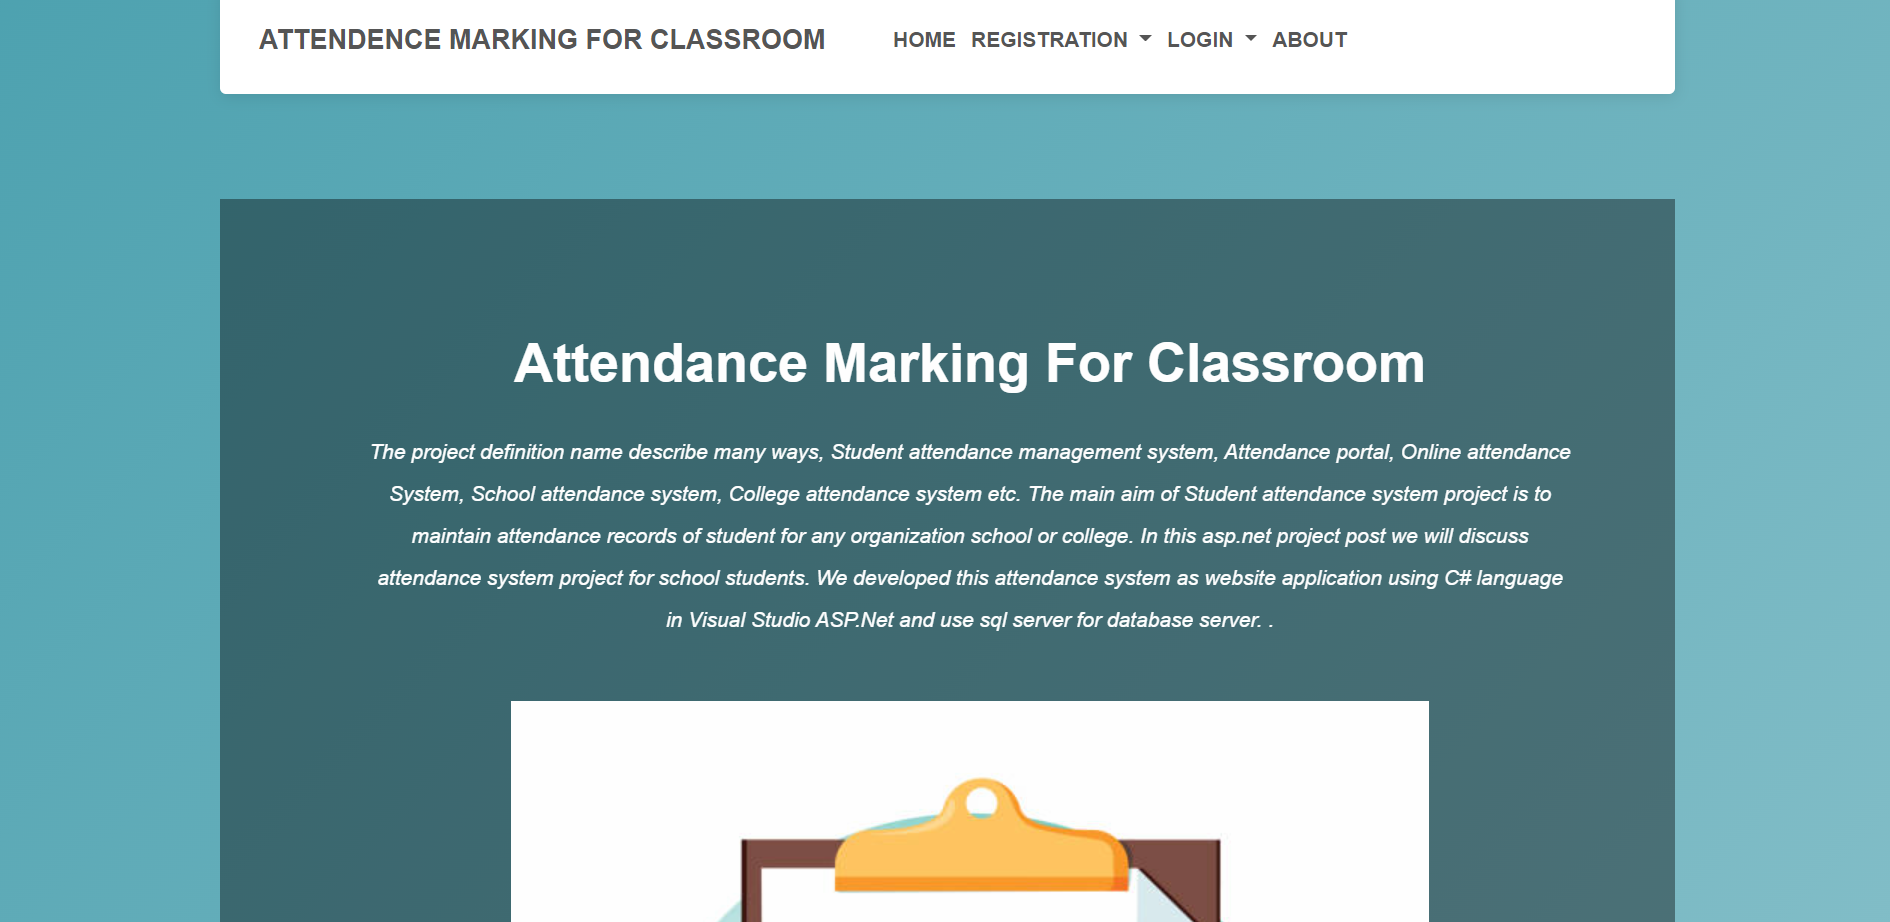 ATTENDENCE MARKING FOR CLASSROOM HOME REGISTRATION LOGIN ABOUT
Attendance Marking For Classroom
The project definition name describe many ways, Student attendance management system, Attendance portal, Online attendance
System, School attendance system, College attendance system etc. The main aim of Student attendance system project is to
maintain attendance records of student for any organization school or college. In this asp.net project post we will discuss
attendance system project for school students. We developed this attendance system as website application using C# language
in Visual Studio ASP.Net and use sql server for database server. .